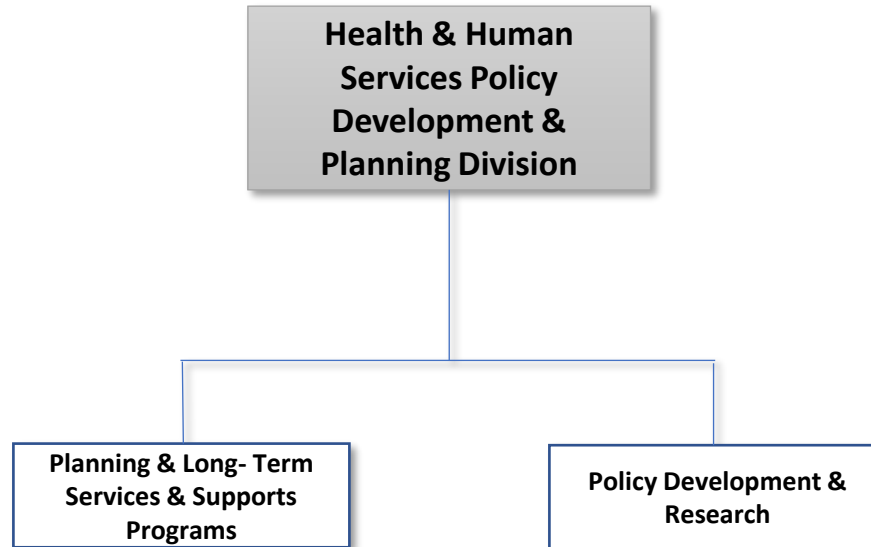 Health & Human
Services Policy
Development &
Planning Division
Planning & Long- Term
Services & Supports
Programs
Policy Development &
Research